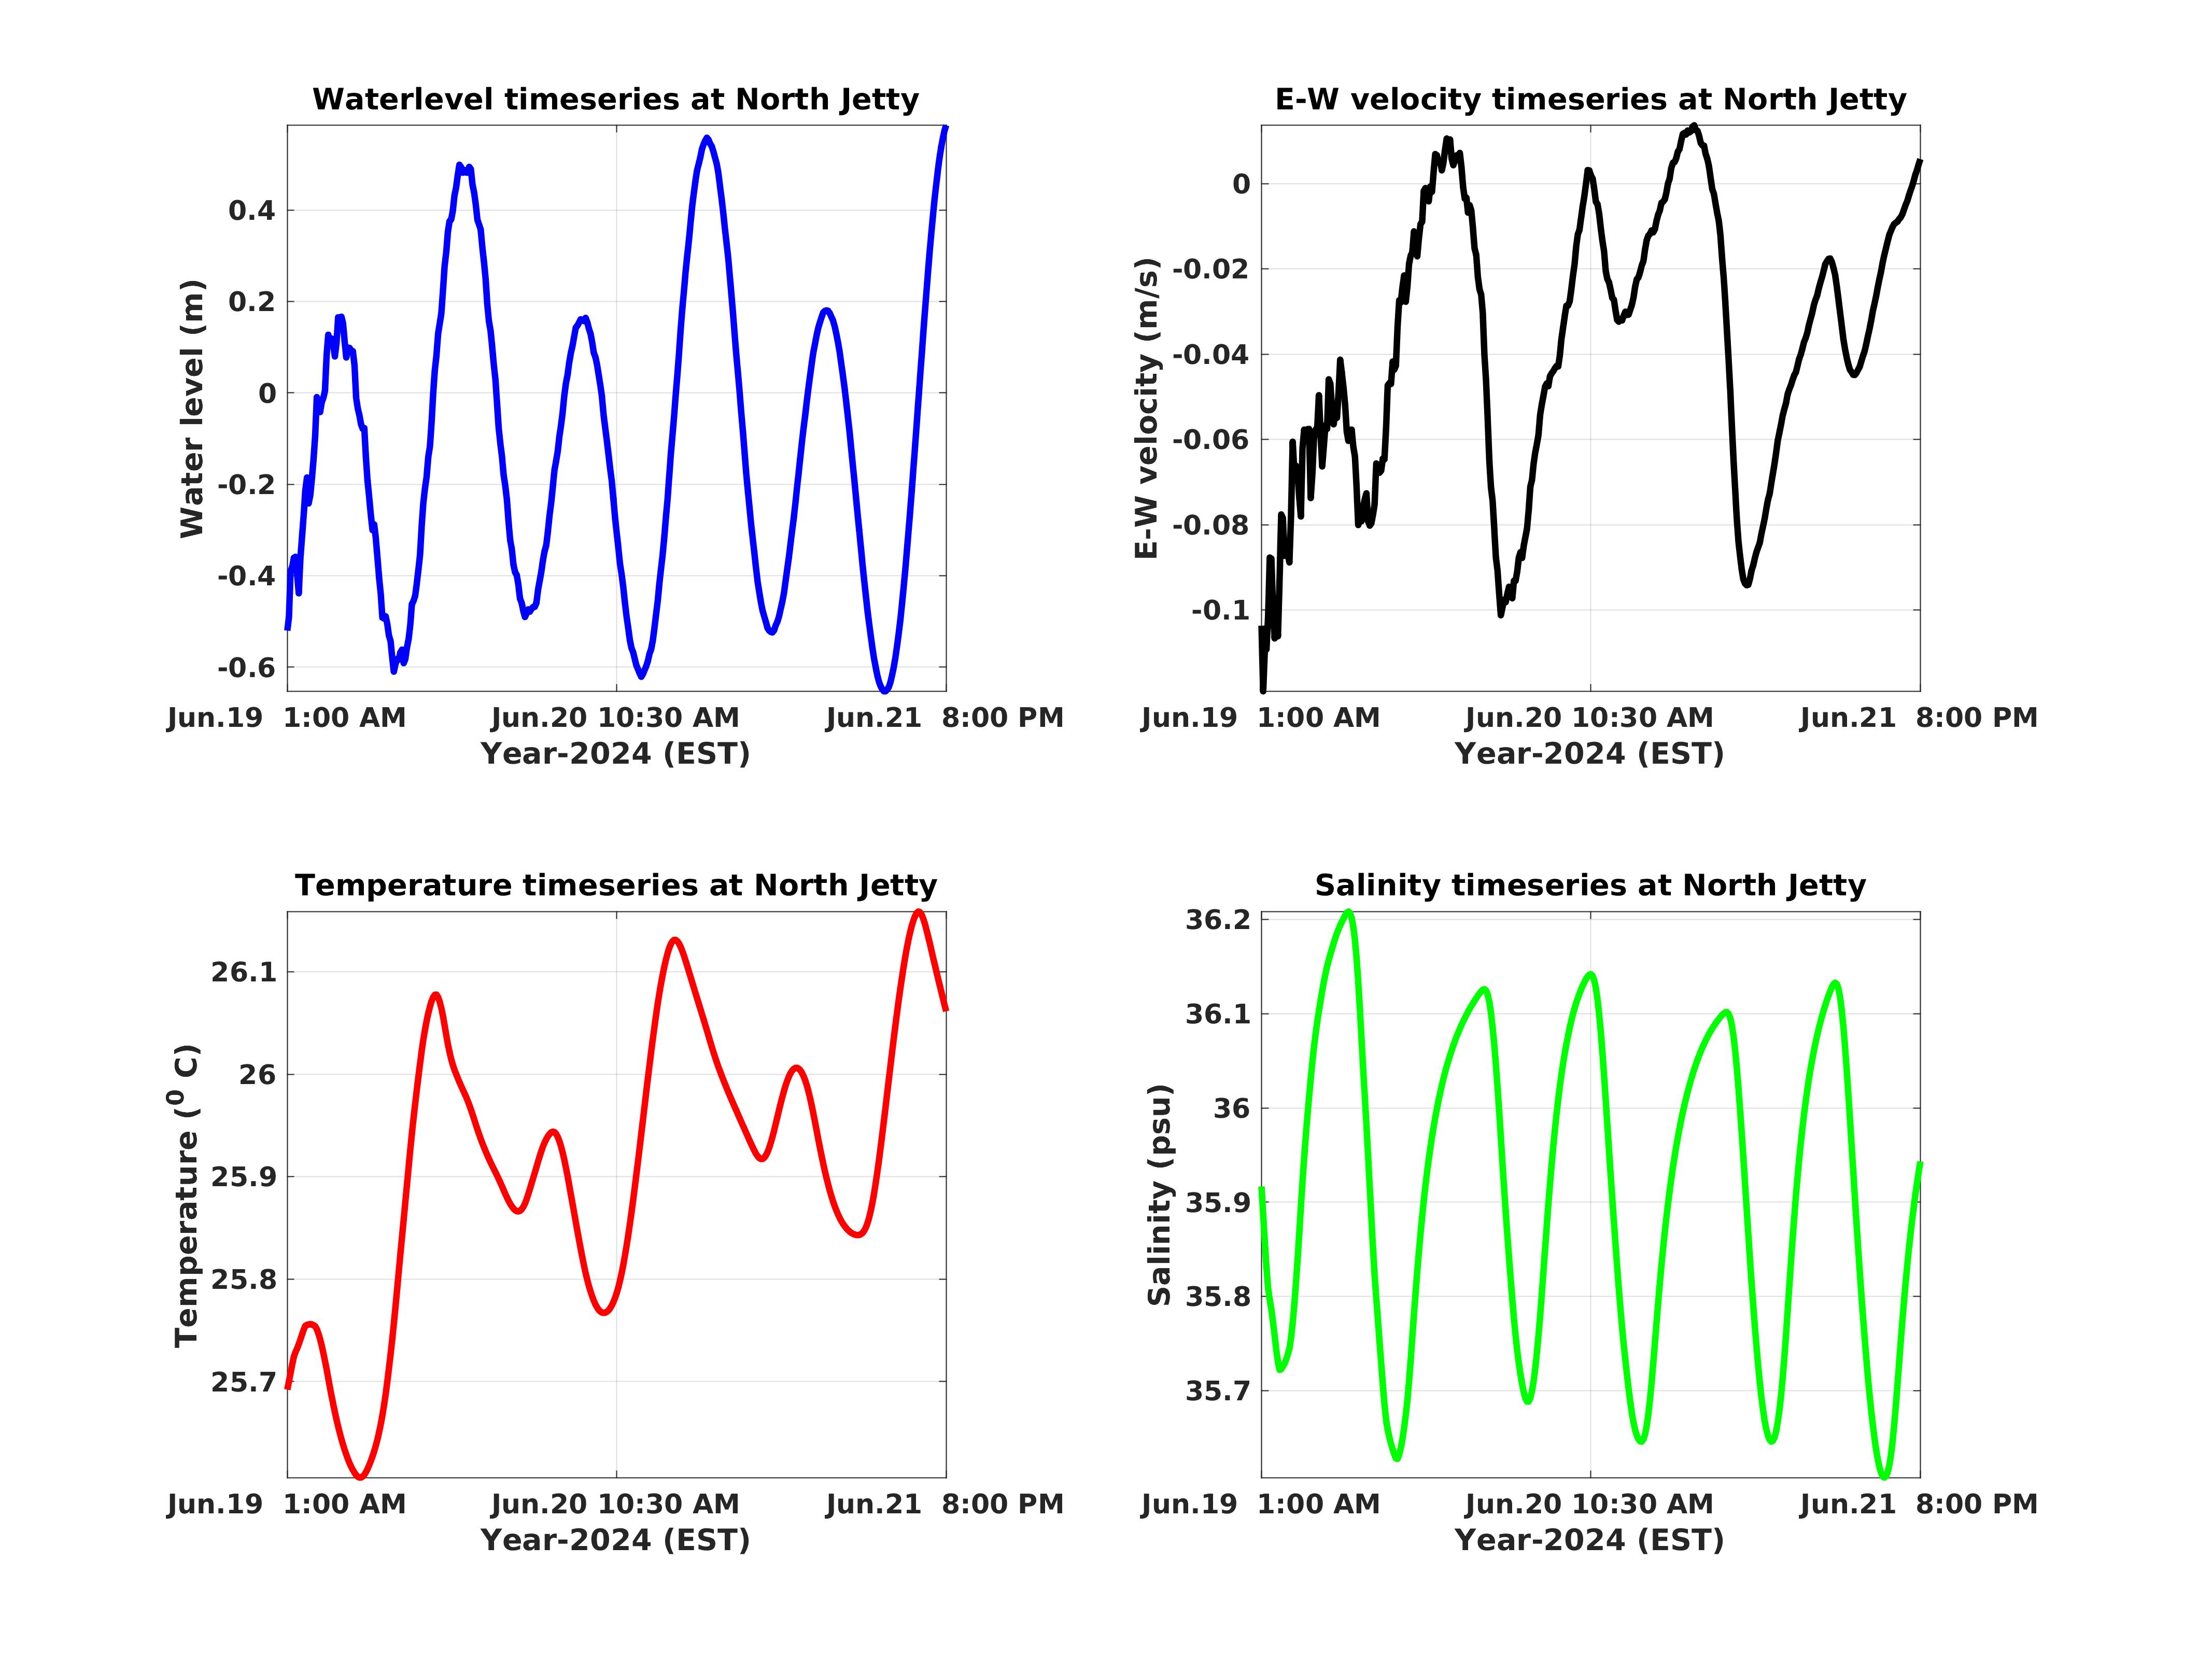 Waterlevel timeseries at North Jetty
Water level (m)
0.4
0.2
0
-0.2
-0.4
-0.6
Jun.19  1:00 AM
Jun.20 10:30 AM
Jun.21  8:00 PM
Year-2024 (EST)
E-W velocity timeseries at North Jetty
E-W velocity (m/s)
0
-0.02
-0.04
-0.06
-0.08
-0.1
Jun.19  1:00 AM
Jun.20 10:30 AM
Jun.21  8:00 PM
Year-2024 (EST)
Temperature timeseries at North Jetty
Temperature (⁰ C)
26.1
26
25.9
25.8
25.7
Jun.19  1:00 AM
Jun.20 10:30 AM
Jun.21  8:00 PM
Year-2024 (EST)
Salinity timeseries at North Jetty
Salinity (psu)
36.2
36.1
36
35.9
35.8
35.7
Jun.19  1:00 AM
Jun.20 10:30 AM
Jun.21  8:00 PM
Year-2024 (EST)